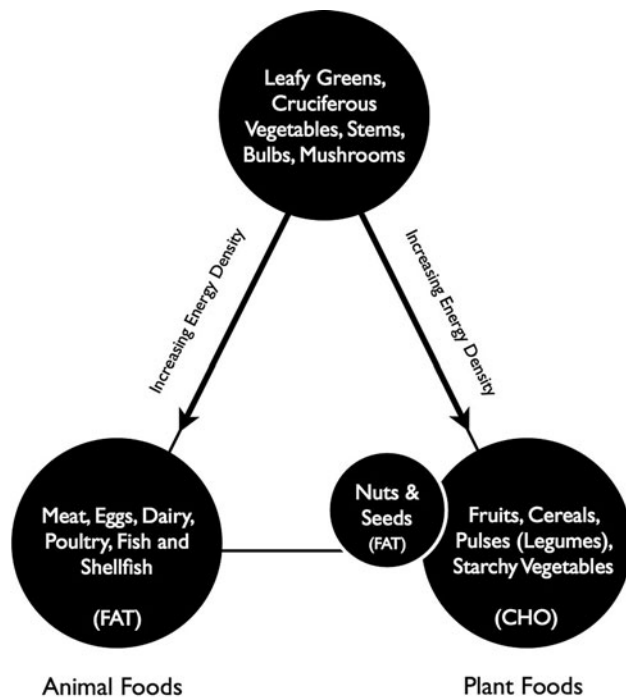 Leafy Greens,
Cruciferous
Vegetables, Stems,
Bulbs, Mushrooms
Increasing Energy Density
Increasing Energy Density
Meat, Eggs, Dairy,
Poultry, Fish and
Shellfish
(FAT)
Nuts &
Seeds
(FAT)
Fruits, Cereals,
Pulses (Legumes),
Starchy Vegetables
(CHO)
Animal Foods
Plant Foods